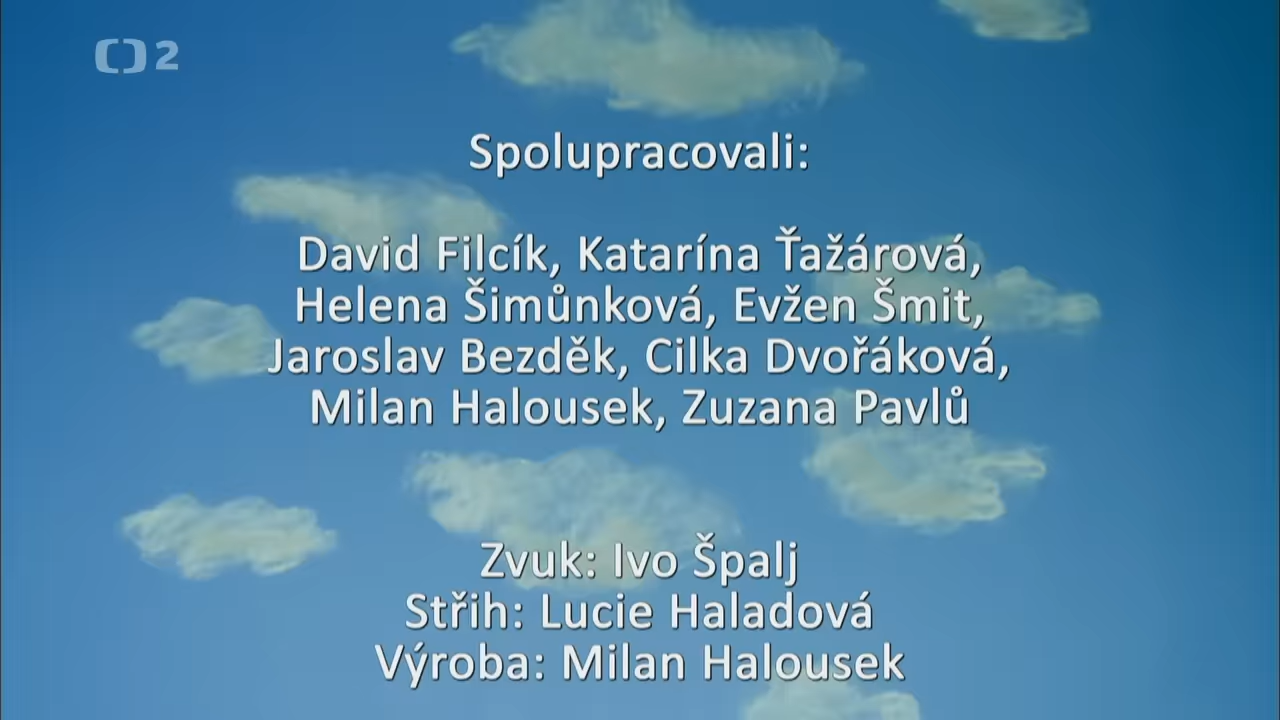 2
Spolupracovali:
David Filcík, Katarína Ťažárová,
Helena Šimůnková, Evžen Šmit,
Jaroslav Bezděk, Cilka Dvořáková,
Milan Halousek, Zuzana Pavlů
Zvuk: Ivo Špalj
Střih: Lucie Haladová
Výroba: Milan Halousek